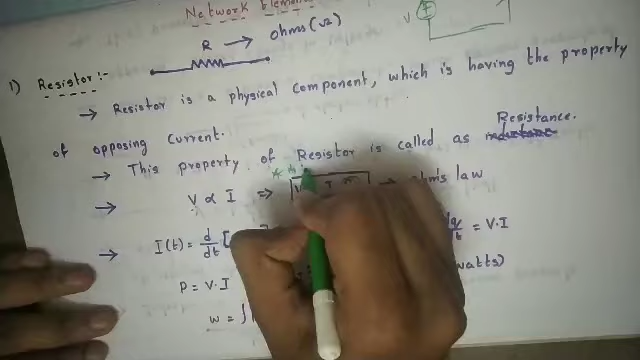 Network Elemen
V
R → ohms (Ω)
1) Resistor :-
→ Resistor is a physical component, which is having the property
of opposing current.
→ This property of Resistor is called as Resistance.
→ V ∝ I ⇒ → ohm's law
→ I(t) = d/dt [ = V.I
P = V.I watts)
w = ∫